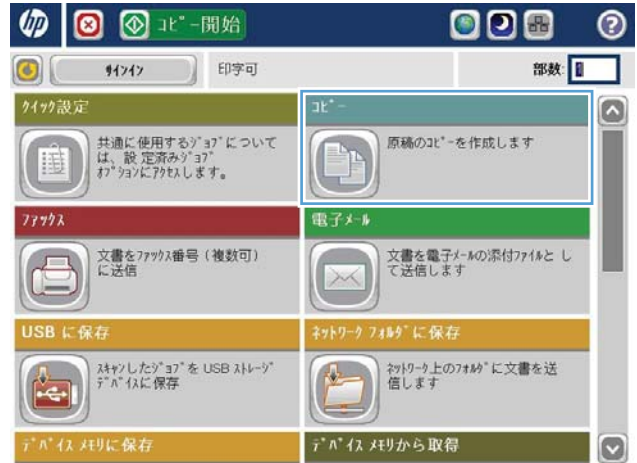 hp
ｺﾋﾟｰ開始
?
ｻｲﾝｲﾝ
印字可
部数:
1
ｸｲｯｸ設定
共通に使用するｼﾞｮﾌﾞについて
は、設 定済みｼﾞｮﾌﾞ
ｵﾌﾟｼｮﾝにｱｸｾｽしま
す。
ｺﾋﾟｰ
原稿のｺﾋﾟｰを作成します
ﾌｧｯｸｽ
文書をﾌｧｯｸｽ番号（複数可）
に送信
電子ﾒｰﾙ
文書を電子ﾒｰﾙの添付ﾌｧｲﾙと し
て送信しま す
USB に保存
ｽｷｬﾝしたｼﾞｮﾌﾞを USB ｽﾄﾚｰｼﾞ
ﾃﾞﾊﾞｲｽに保存
ﾈｯﾄﾜｰｸ ﾌｫﾙﾀﾞに保存
ﾈｯﾄﾜｰｸ上のﾌｫﾙﾀﾞに文書を送
信しま す
ﾃﾞﾊﾞｲｽ ﾒﾓﾘに保存
ﾃﾞﾊﾞｲｽ ﾒﾓﾘから取得